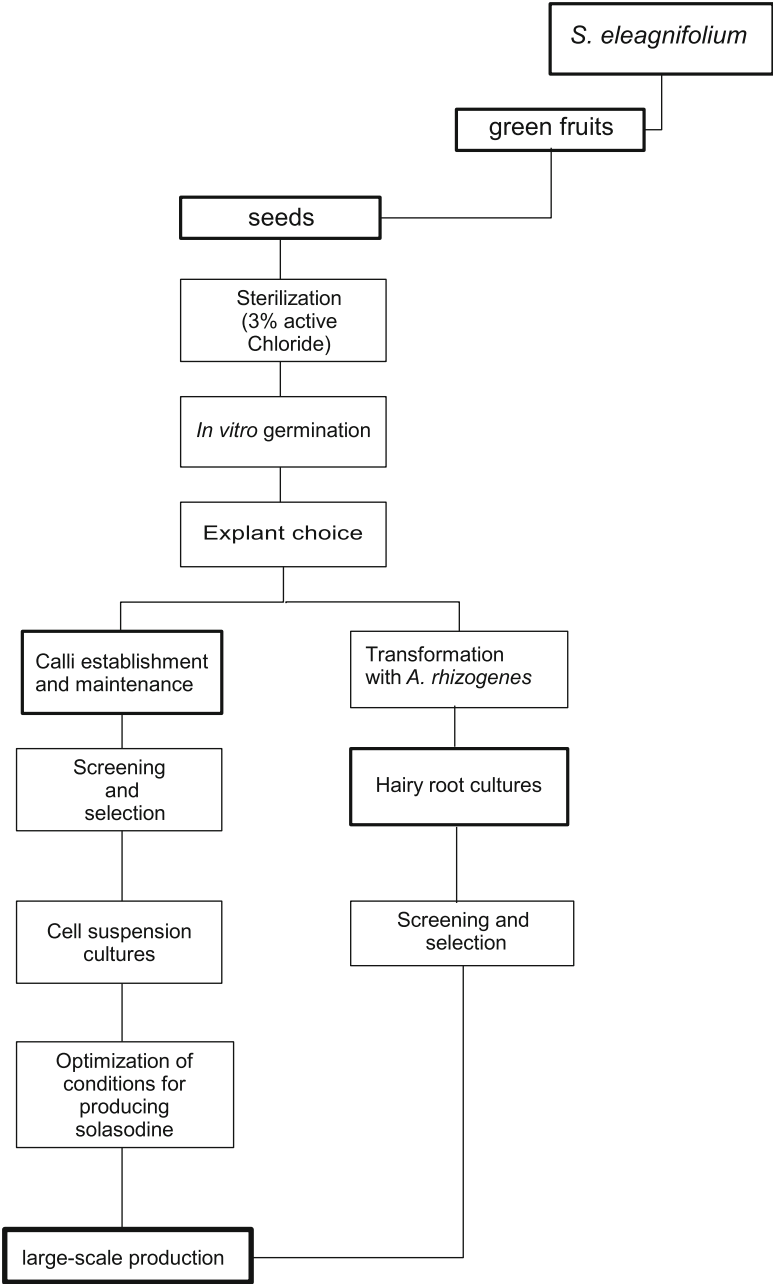 S. eleagnifolium
green fruits
seeds
Sterilization
(3% active
Chloride)
In vitro germination
Explant choice
Calli establishment
and maintenance
Transformation
with A. rhizogenes
Screening
and
selection
Hairy root cultures
Cell suspension
cultures
Screening and
selection
Optimization of
conditions for
producing
solasodine
large-scale production